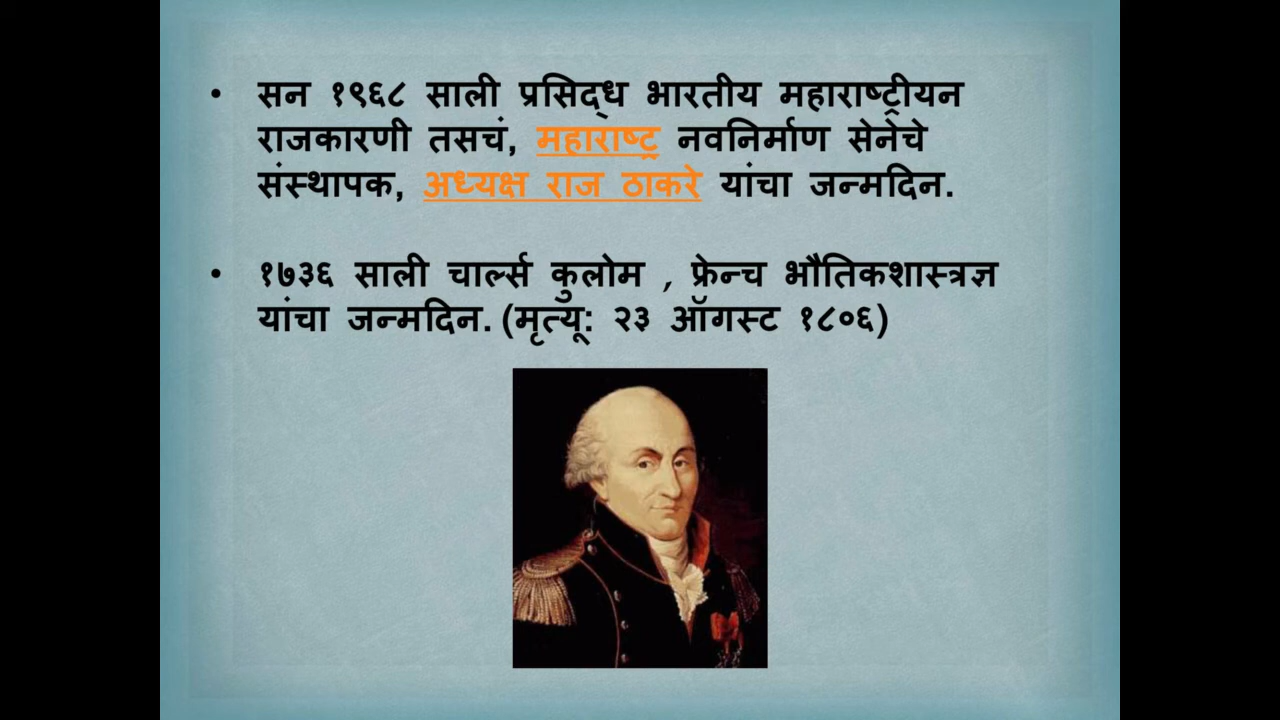 • सन १९६८ साली प्रसिद्ध भारतीय महाराष्ट्रीयन
राजकारणी तसचं, महाराष्ट्र नवनिर्माण सेनेचे
संस्थापक, अध्यक्ष राज ठाकरे यांचा जन्मदिन.
• १७३६ साली चार्ल्स कुलोम , फ्रेन्च भौतिकशास्त्रज्ञ
यांचा जन्मदिन. (मृत्यू: २३ ऑगस्ट १८०६)